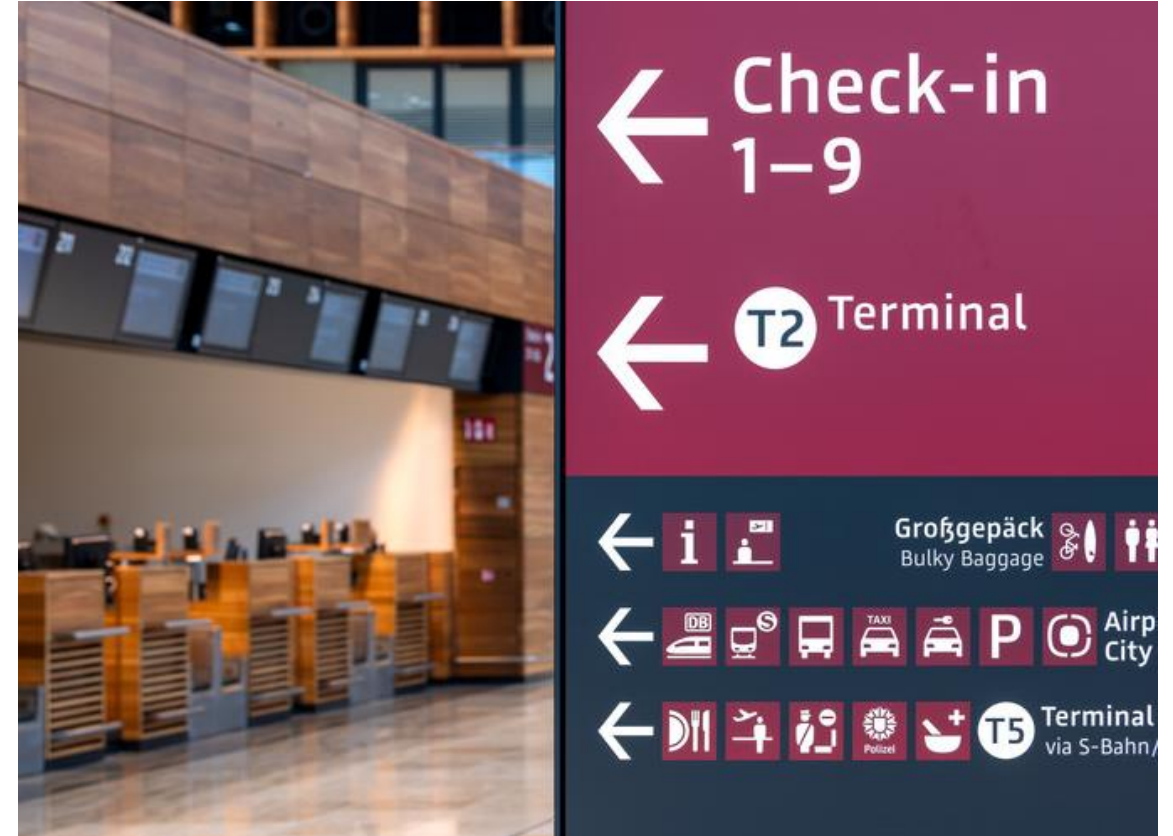 Check-in
1–9
T2 Terminal
i
Großgepäck
Bulky Baggage
DB
S
TAXI
P
Airp
City
Polizei
T5 Terminal
via S-Bahn/